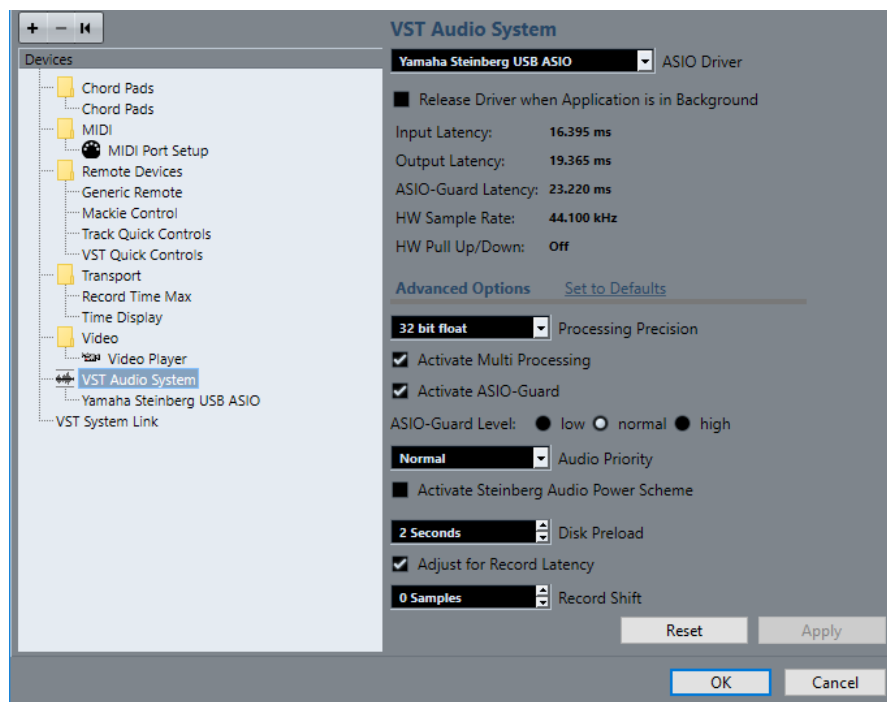 + −
Devices
Chord Pads
Chord Pads
MIDI
MIDI Port Setup
Remote Devices
Generic Remote
Mackie Control
Track Quick Controls
VST Quick Controls
Transport
Record Time Max
Time Display
Video
Video Player
VST Audio System
Yamaha Steinberg USB ASIO
VST System Link
VST Audio System
Yamaha Steinberg USB ASIO ASIO Driver
Release Driver when Application is in Background
Input Latency: 16.395 ms
Output Latency: 19.365 ms
ASIO-Guard Latency: 23.220 ms
HW Sample Rate: 44.100 kHz
HW Pull Up/Down: Off
Advanced Options Set to Defaults
32 bit float Processing Precision
Activate Multi Processing
Activate ASIO-Guard
ASIO-Guard Level: low normal high
Normal Audio Priority
Activate Steinberg Audio Power Scheme
2 Seconds Disk Preload
Adjust for Record Latency
0 Samples Record Shift
Reset Apply
OK Cancel